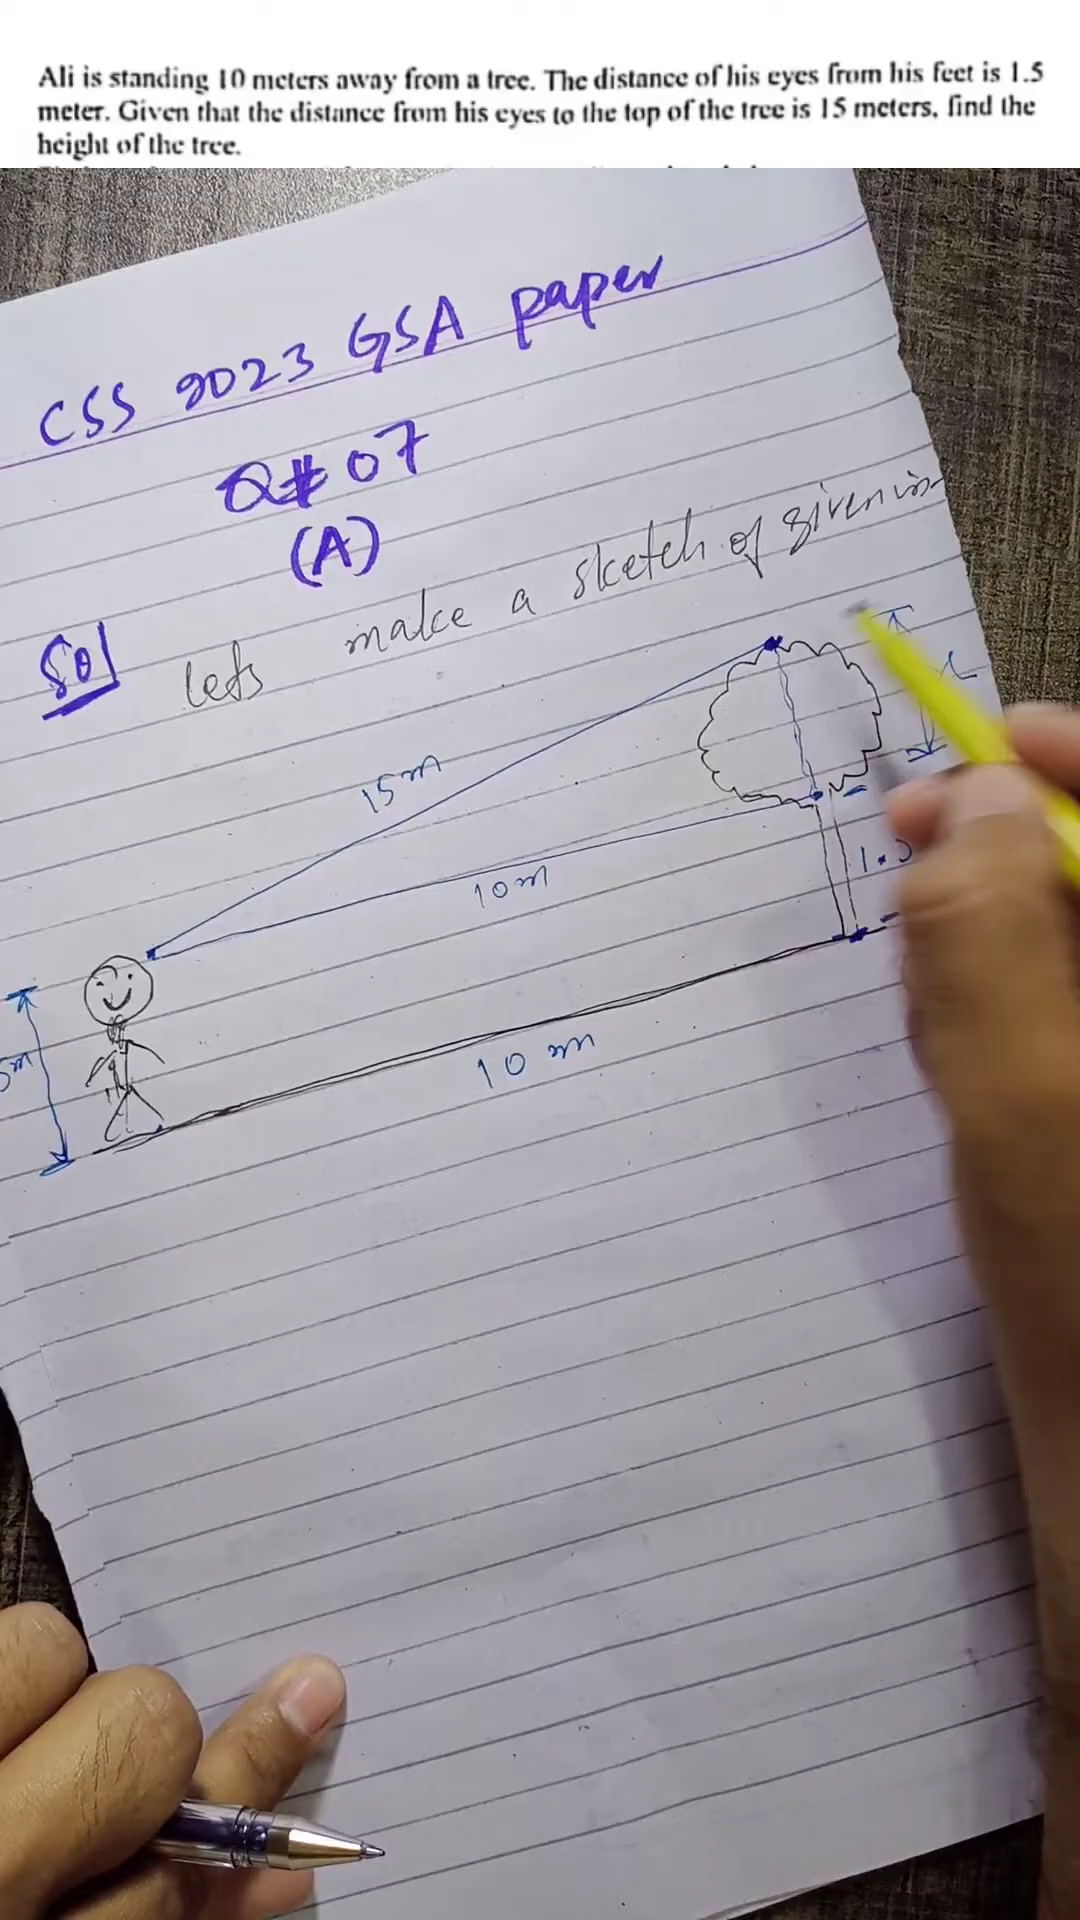 Ali is standing 10 meters away from a tree. The distance of his eyes from his feet is 1.5
meter. Given that the distance from his eyes to the top of the tree is 15 meters, find the
height of the tree.
CSS 2023 GSA paper
Q# 07
(A)
Sol
lets make a sketch of given
15m
x
10m
10 m